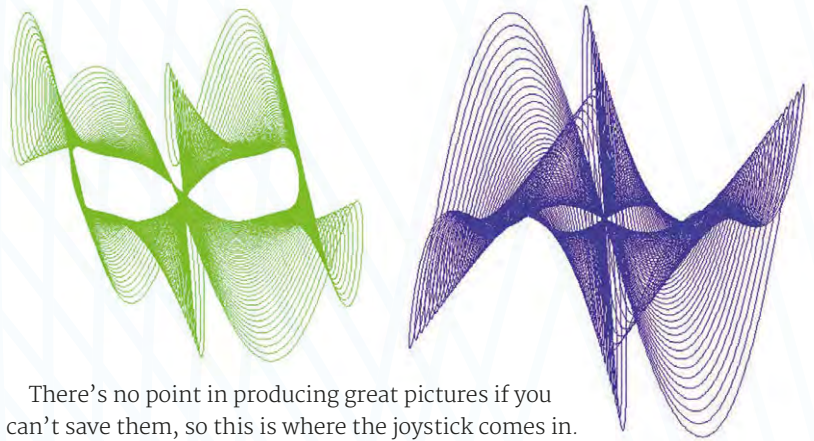 There’s no point in producing great pictures if you
can’t save them, so this is where the joystick comes in.